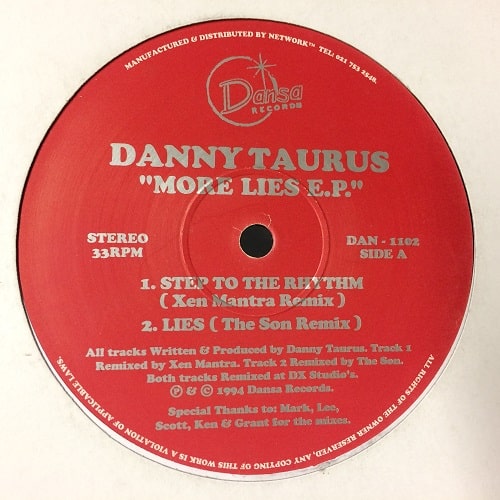 MANUFACTURED & DISTRIBUTED BY NETWORK™ TEL: 021 753 2548.
Dansa
RECORDS
DANNY TAURUS
"MORE LIES E.P."
STEREO
33RPM
DAN - 1102
SIDE A
1. STEP TO THE RHYTHM
( Xen Mantra Remix )
2. LIES ( The Son Remix )
All tracks Written & Produced by Danny Taurus. Track 1
Remixed by Xen Mantra. Track 2 Remixed by The Son.
Both tracks Remixed at DX Studio's.
Ⓟ & © 1994 Dansa Records.
Special Thanks to: Mark, Lee,
Scott, Ken & Grant for the mixes.
ALL RIGHTS OF THE OWNER RESERVED, ANY COPYING OF THIS WORK IS A VIOLATION OF APPLICABLE LAWS.